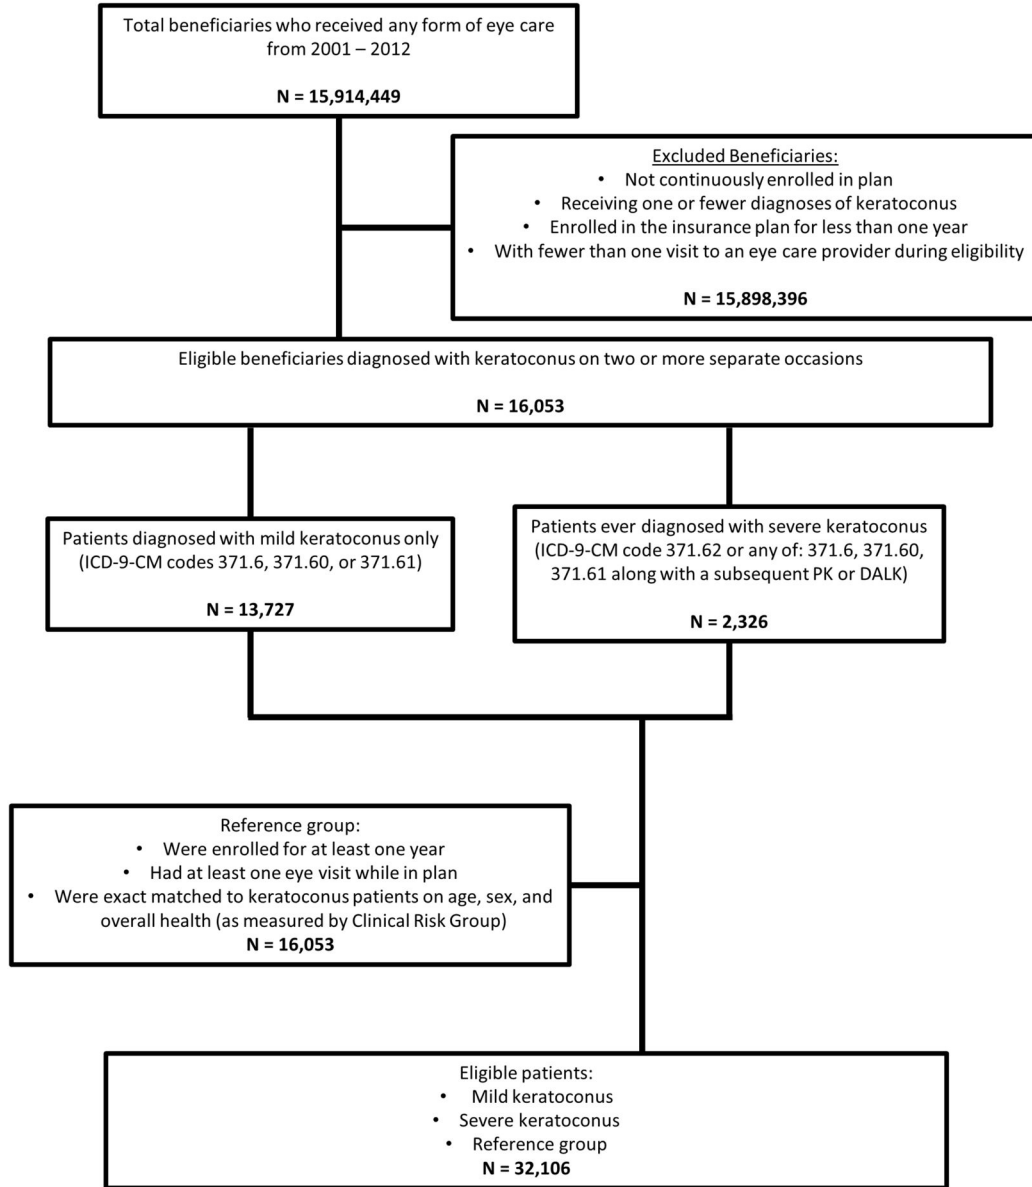 Total beneficiaries who received any form of eye care
from 2001 – 2012
N = 15,914,449
Excluded Beneficiaries:
• Not continuously enrolled in plan
• Receiving one or fewer diagnoses of keratoconus
• Enrolled in the insurance plan for less than one year
• With fewer than one visit to an eye care provider during eligibility
N = 15,898,396
Eligible beneficiaries diagnosed with keratoconus on two or more separate occasions
N = 16,053
Patients diagnosed with mild keratoconus only
(ICD-9-CM codes 371.6, 371.60, or 371.61)
N = 13,727
Patients ever diagnosed with severe keratoconus
(ICD-9-CM code 371.62 or any of: 371.6, 371.60,
371.61 along with a subsequent PK or DALK)
N = 2,326
Reference group:
• Were enrolled for at least one year
• Had at least one eye visit while in plan
• Were exact matched to keratoconus patients on age, sex, and
overall health (as measured by Clinical Risk Group)
N = 16,053
Eligible patients:
• Mild keratoconus
• Severe keratoconus
• Reference group
N = 32,106